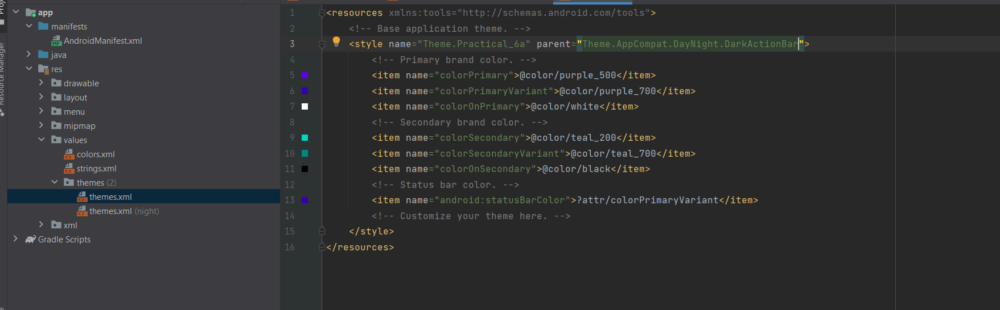 app
manifests
AndroidManifest.xml
java
res
drawable
layout
menu
mipmap
values
colors.xml
strings.xml
themes (2)
themes.xml
themes.xml (night)
xml
Gradle Scripts
Resource Manager
1 <resources xmlns:tools="http://schemas.android.com/tools">
2 <!-- Base application theme. -->
3 <style name="Theme.Practical_6a" parent="Theme.AppCompat.DayNight.DarkActionBar">
4 <!-- Primary brand color. -->
5 <item name="colorPrimary">@color/purple_500</item>
6 <item name="colorPrimaryVariant">@color/purple_700</item>
7 <item name="colorOnPrimary">@color/white</item>
8 <!-- Secondary brand color. -->
9 <item name="colorSecondary">@color/teal_200</item>
10 <item name="colorSecondaryVariant">@color/teal_700</item>
11 <item name="colorOnSecondary">@color/black</item>
12 <!-- Status bar color. -->
13 <item name="android:statusBarColor">?attr/colorPrimaryVariant</item>
14 <!-- Customize your theme here. -->
15 </style>
16 </resources>